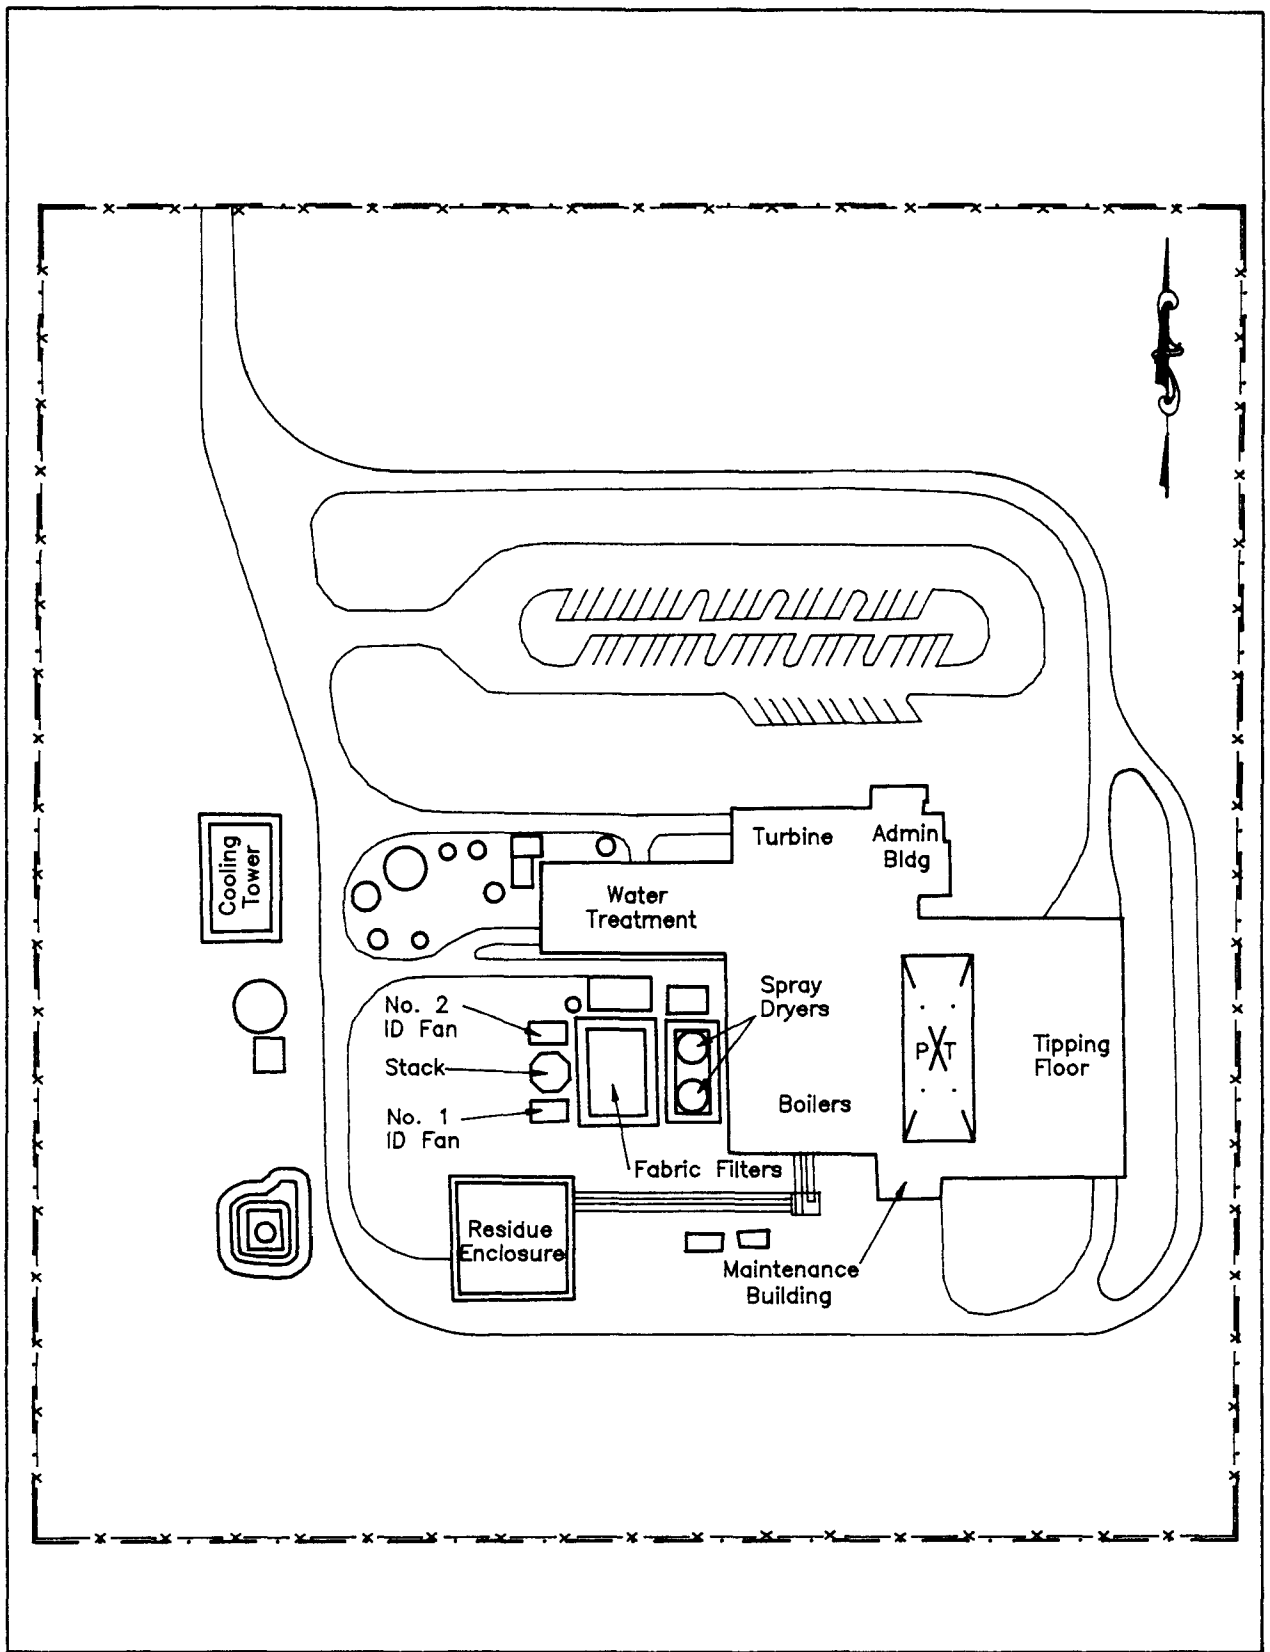 Turbine
Admin
Bldg
Cooling
Tower
Water
Treatment
Spray
Dryers
No. 2
ID Fan
Stack
No. 1
ID Fan
P T
Tipping
Floor
Boilers
Fabric Filters
Residue
Enclosure
Maintenance
Building